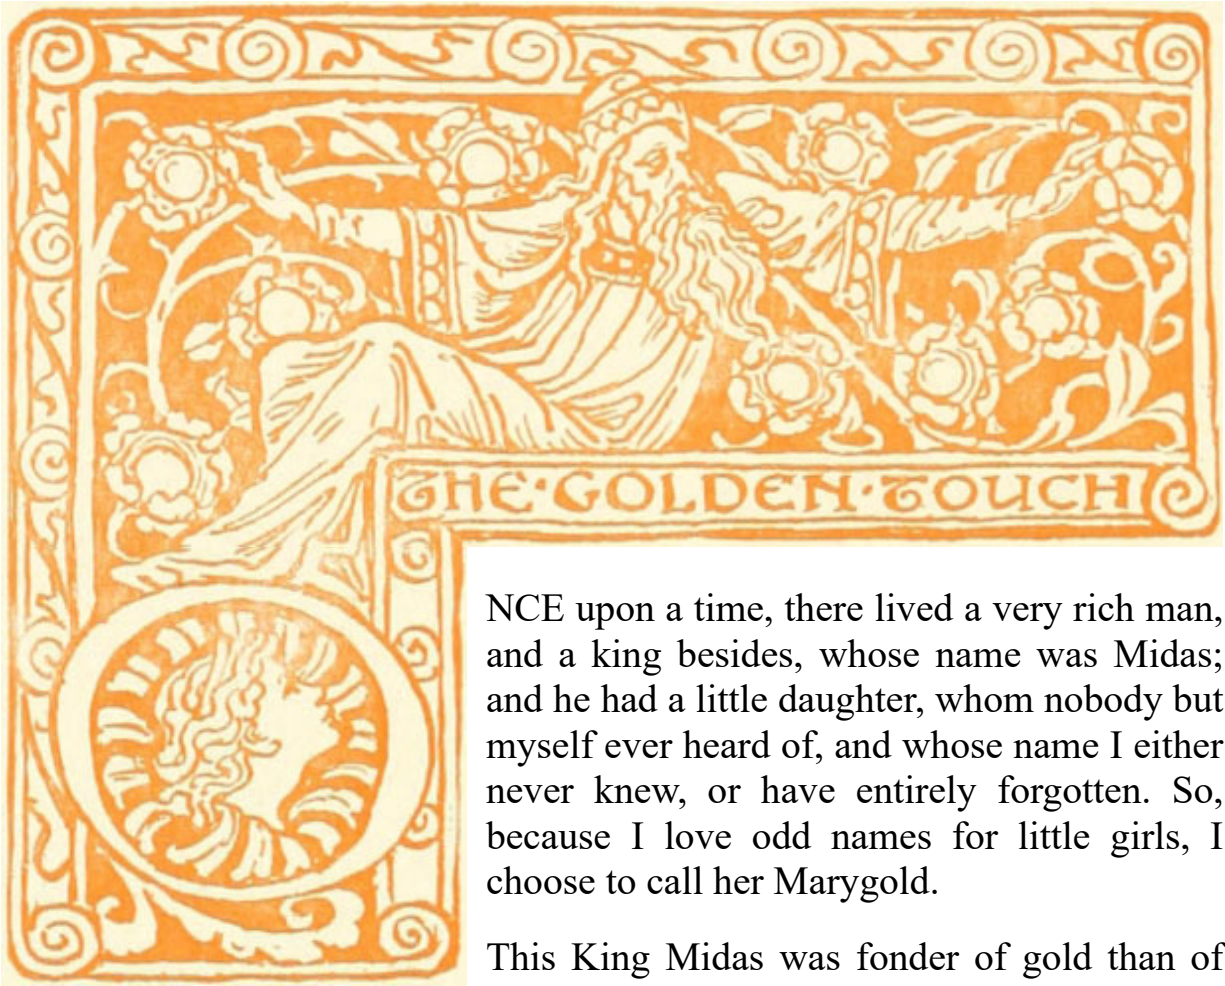 THE·GOLDEN·TOUCH
ONCE upon a time, there lived a very rich man,
and a king besides, whose name was Midas;
and he had a little daughter, whom nobody but
myself ever heard of, and whose name I either
never knew, or have entirely forgotten. So,
because I love odd names for little girls, I
choose to call her Marygold.
This King Midas was fonder of gold than of